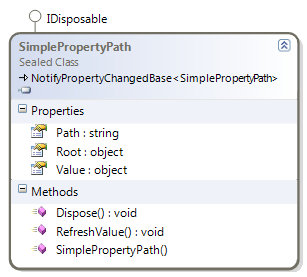 IDisposable
SimplePropertyPath
Sealed Class
NotifyPropertyChangedBase<SimplePropertyPath>
Properties
Path : string
Root : object
Value : object
Methods
Dispose() : void
RefreshValue() : void
SimplePropertyPath()